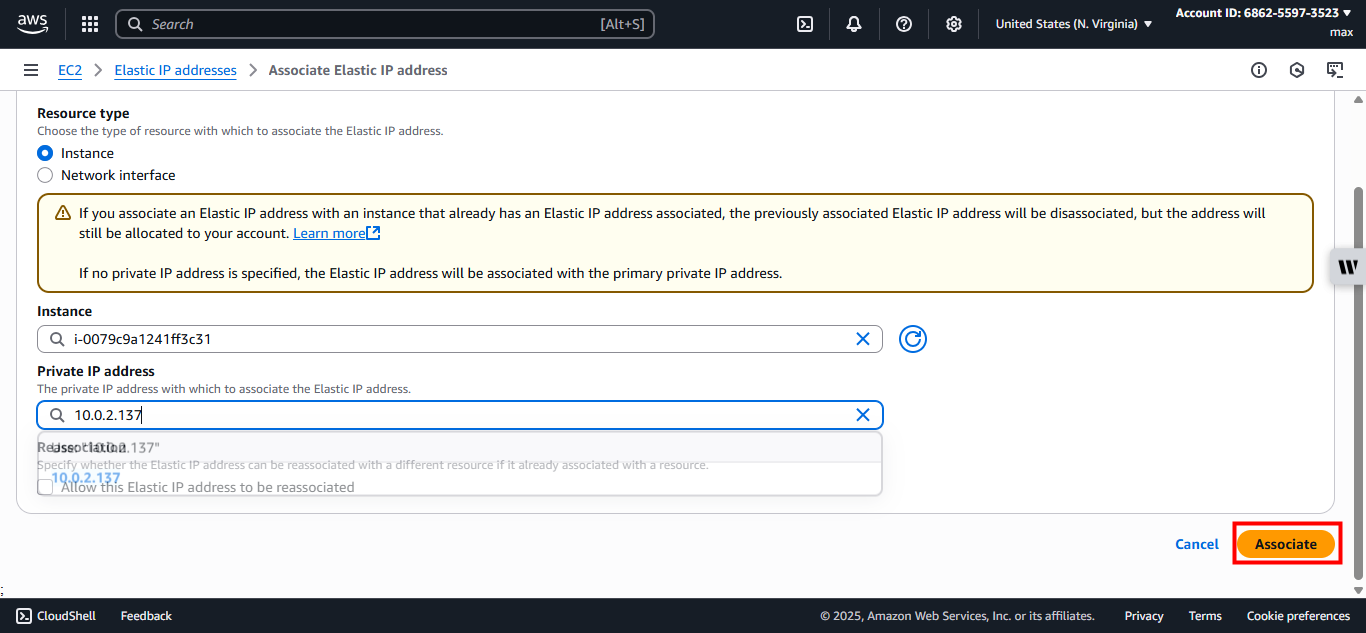 aws
Search [Alt+S]
United States (N. Virginia)
Account ID: 6862-5597-3523
max
EC2 > Elastic IP addresses > Associate Elastic IP address
Resource type
Choose the type of resource with which to associate the Elastic IP address.
Instance
Network interface
If you associate an Elastic IP address with an instance that already has an Elastic IP address associated, the previously associated Elastic IP address will be disassociated, but the address will
still be allocated to your account. Learn more
If no private IP address is specified, the Elastic IP address will be associated with the primary private IP address.
Instance
i-0079c9a1241ff3c31
Private IP address
The private IP address with which to associate the Elastic IP address.
10.0.2.137
Reassociation
Use: "10.0.2.137"
Specify whether the Elastic IP address can be reassociated with a different resource if it already associated with a resource.
10.0.2.137
Allow this Elastic IP address to be reassociated
Cancel Associate
;
CloudShell Feedback © 2025, Amazon Web Services, Inc. or its affiliates. Privacy Terms Cookie preferences